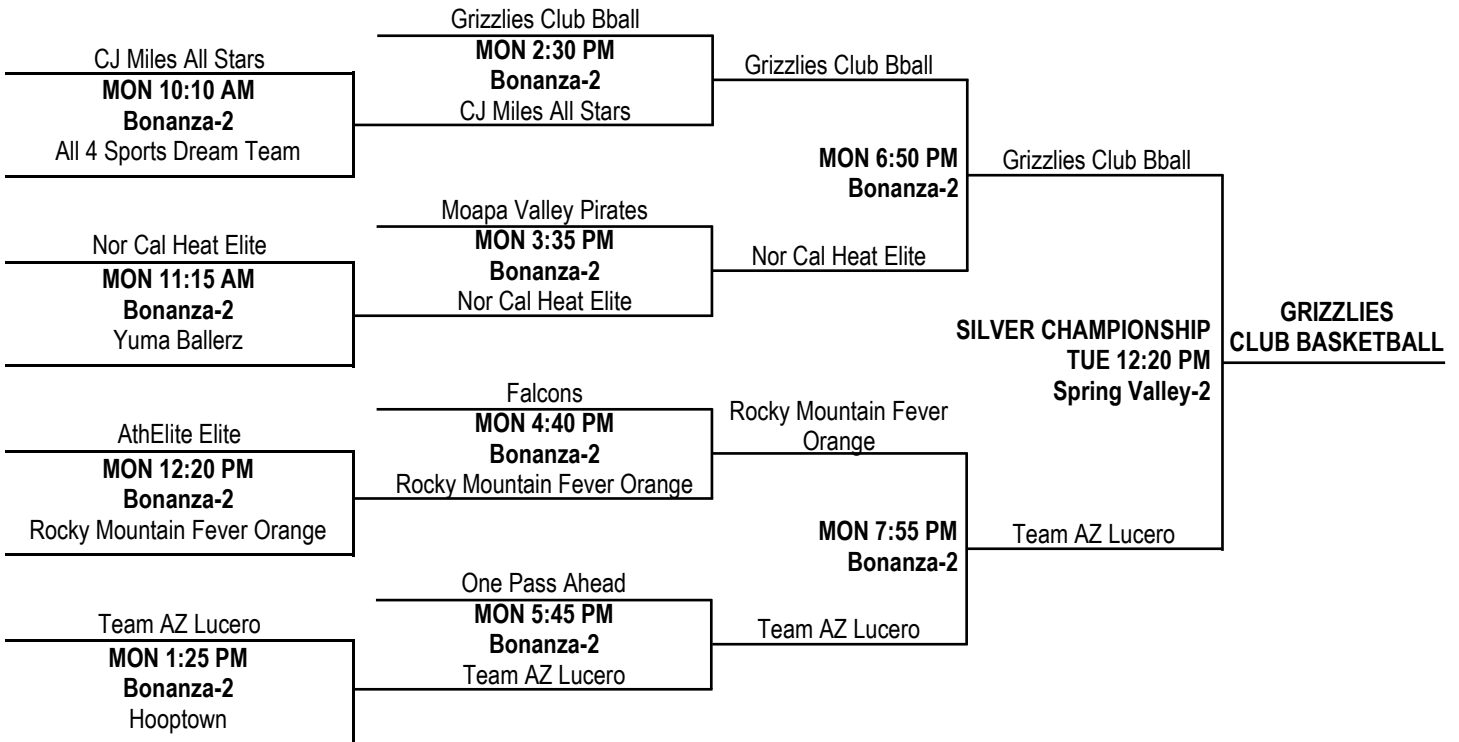 CJ Miles All Stars
MON 10:10 AM
Bonanza-2
All 4 Sports Dream Team
Nor Cal Heat Elite
MON 11:15 AM
Bonanza-2
Yuma Ballerz
AthElite Elite
MON 12:20 PM
Bonanza-2
Rocky Mountain Fever Orange
Team AZ Lucero
MON 1:25 PM
Bonanza-2
Hooptown
Grizzlies Club Bball
MON 2:30 PM
Bonanza-2
CJ Miles All Stars
Moapa Valley Pirates
MON 3:35 PM
Bonanza-2
Nor Cal Heat Elite
Falcons
MON 4:40 PM
Bonanza-2
Rocky Mountain Fever Orange
One Pass Ahead
MON 5:45 PM
Bonanza-2
Team AZ Lucero
Grizzlies Club Bball
MON 6:50 PM
Bonanza-2
Nor Cal Heat Elite
Rocky Mountain Fever
Orange
MON 7:55 PM
Bonanza-2
Team AZ Lucero
Grizzlies Club Bball
SILVER CHAMPIONSHIP
TUE 12:20 PM
Spring Valley-2
Team AZ Lucero
GRIZZLIES
CLUB BASKETBALL